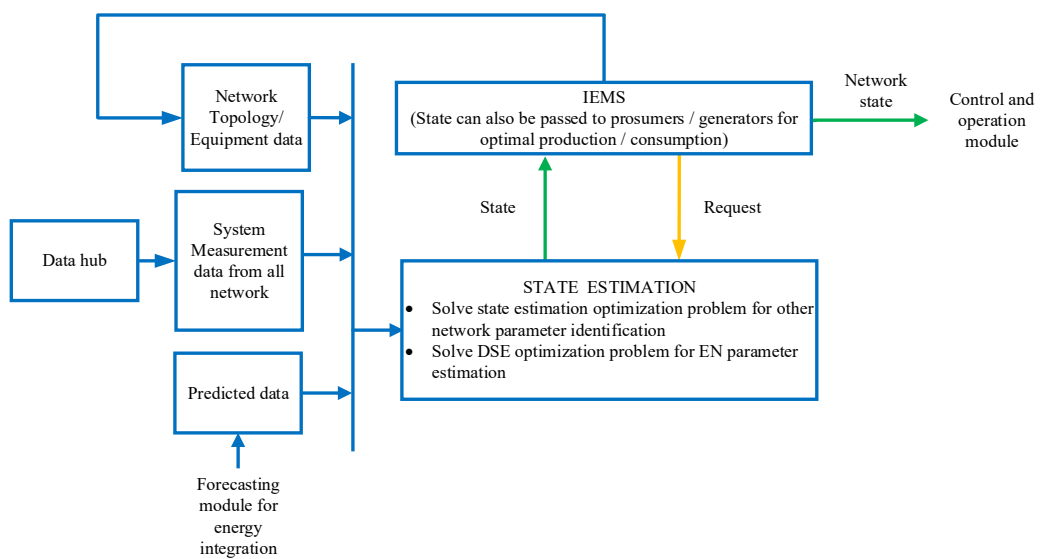 Network
Topology/
Equipment data
IEMS
(State can also be passed to prosumers / generators for
optimal production / consumption)
Network
state
Control and
operation
module
Data hub
System
Measurement
data from all
network
State
Request
STATE ESTIMATION
• Solve state estimation optimization problem for other
network parameter identification
• Solve DSE optimization problem for EN parameter
estimation
Predicted data
Forecasting
module for
energy
integration